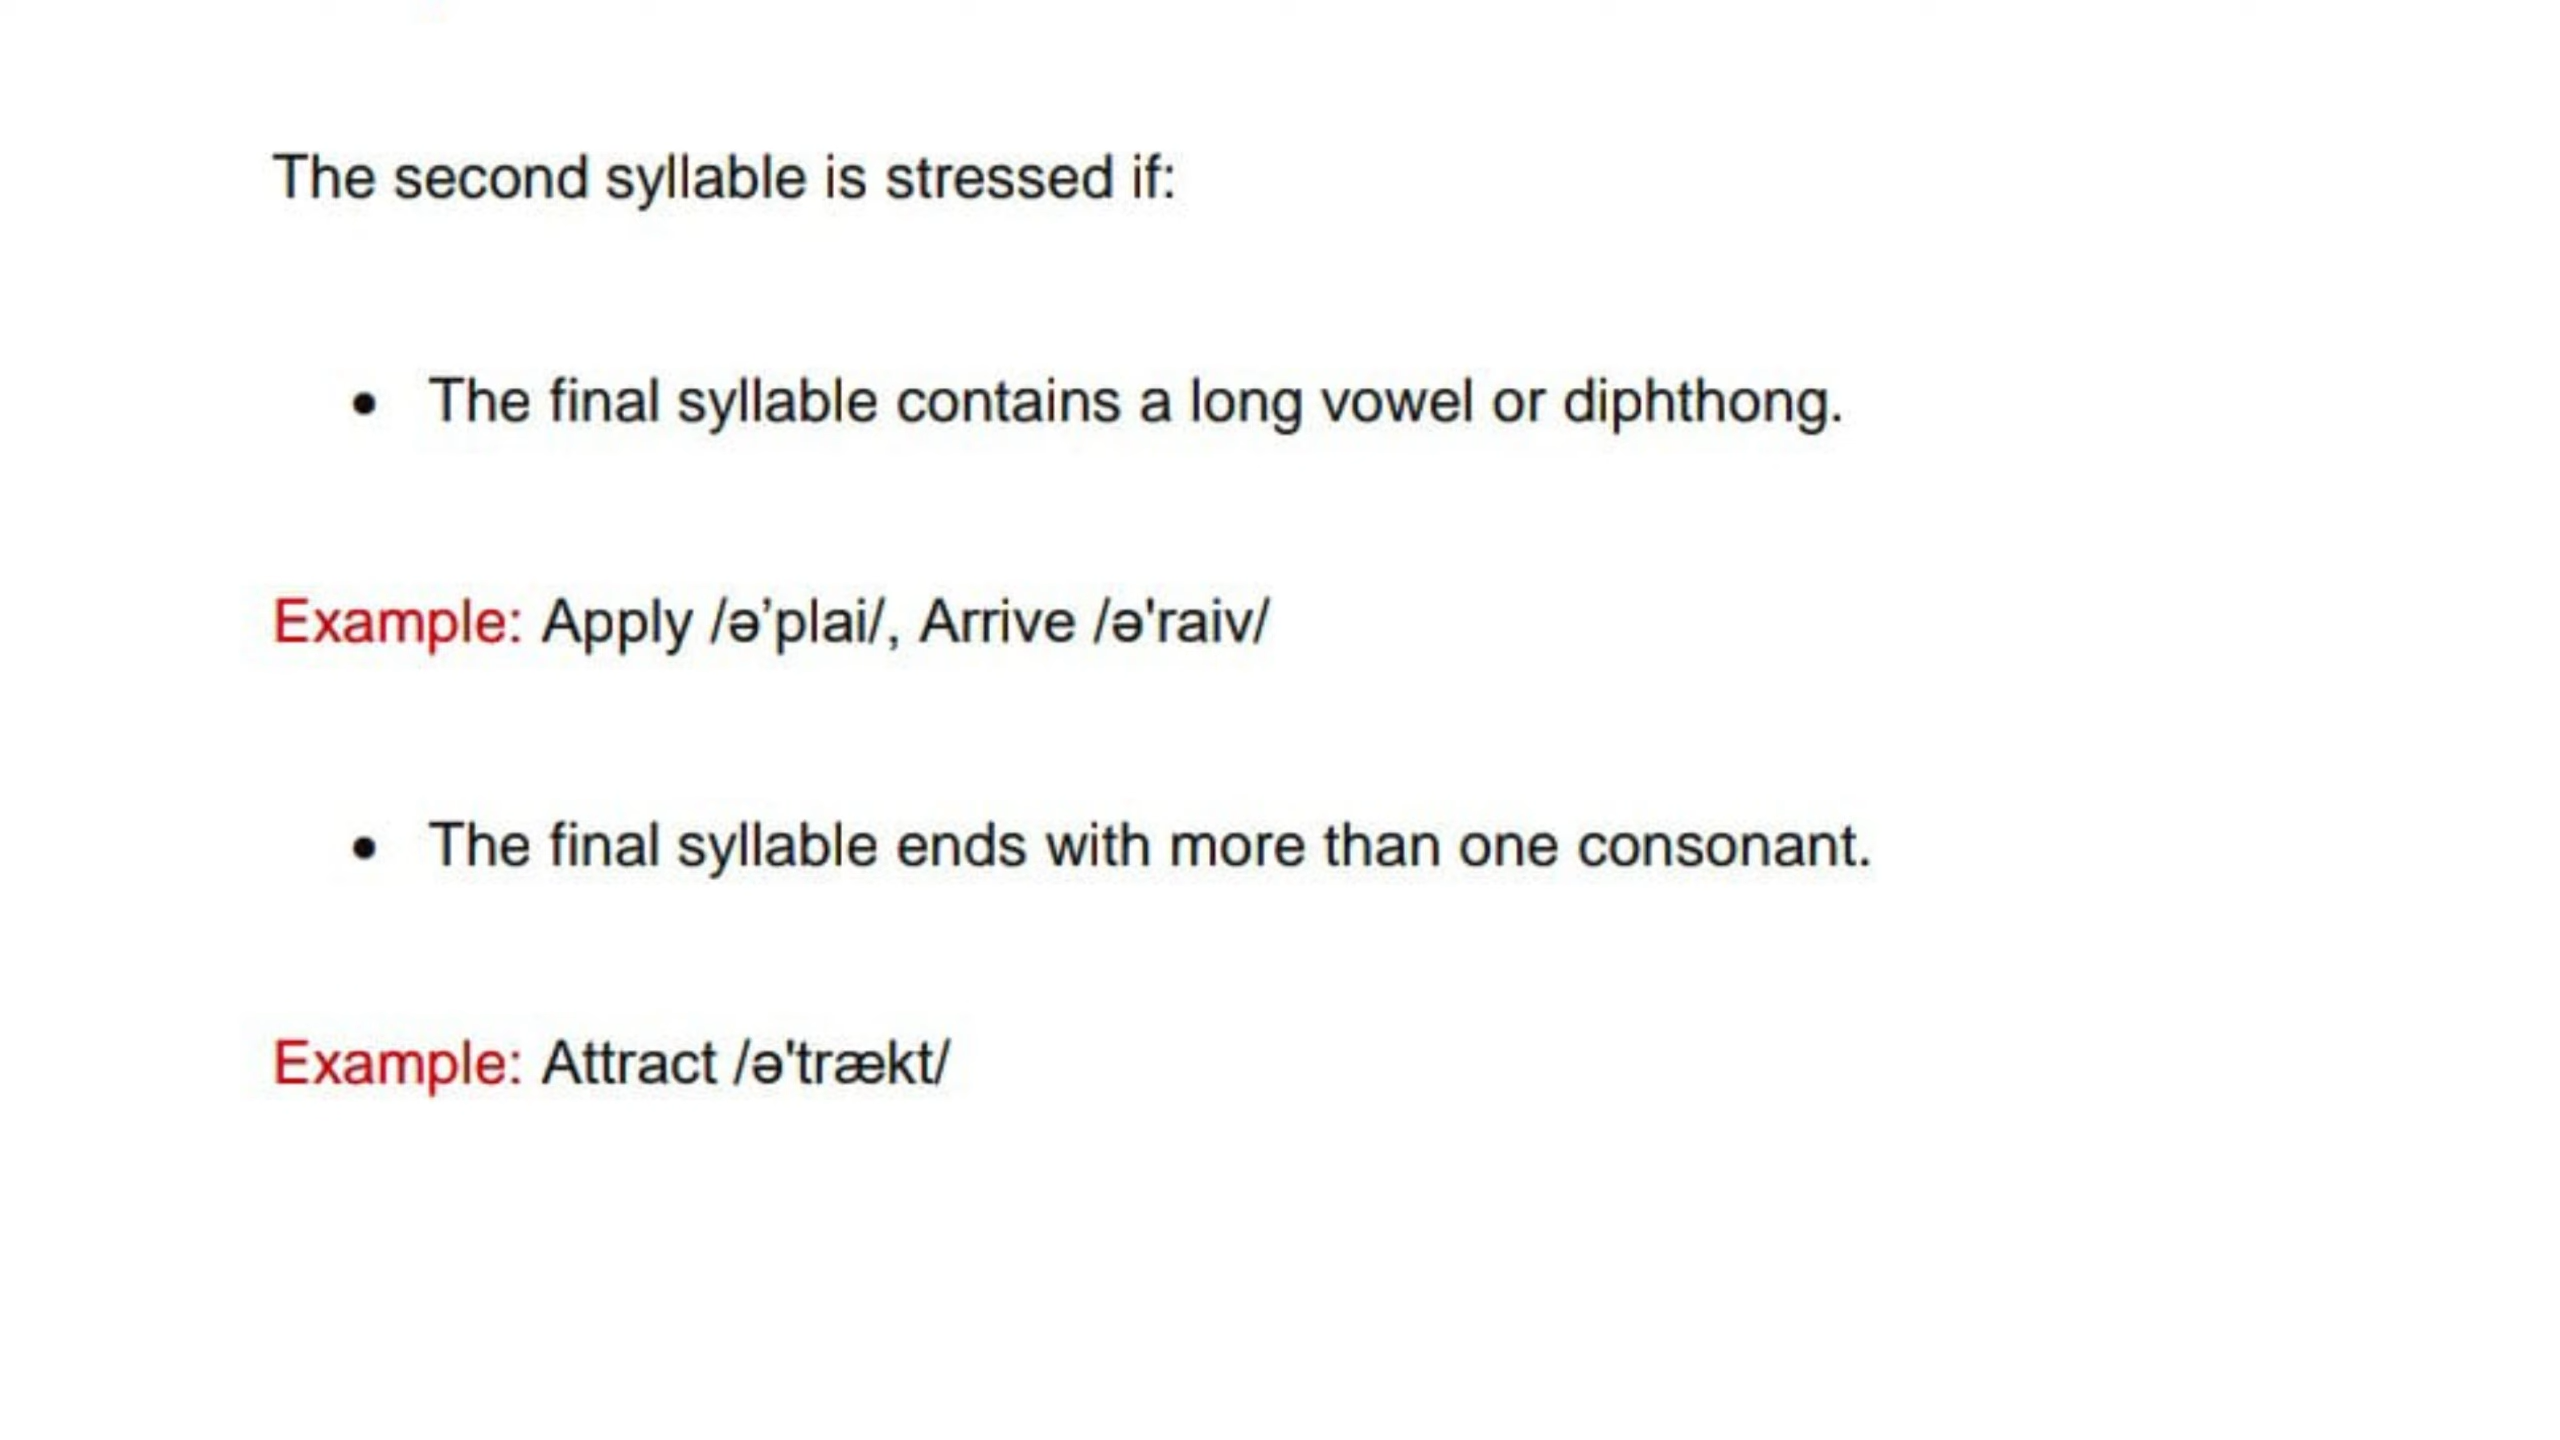 The second syllable is stressed if:
• The final syllable contains a long vowel or diphthong.
Example: Apply /ə’plai/, Arrive /ə'raiv/
• The final syllable ends with more than one consonant.
Example: Attract /ə'trækt/